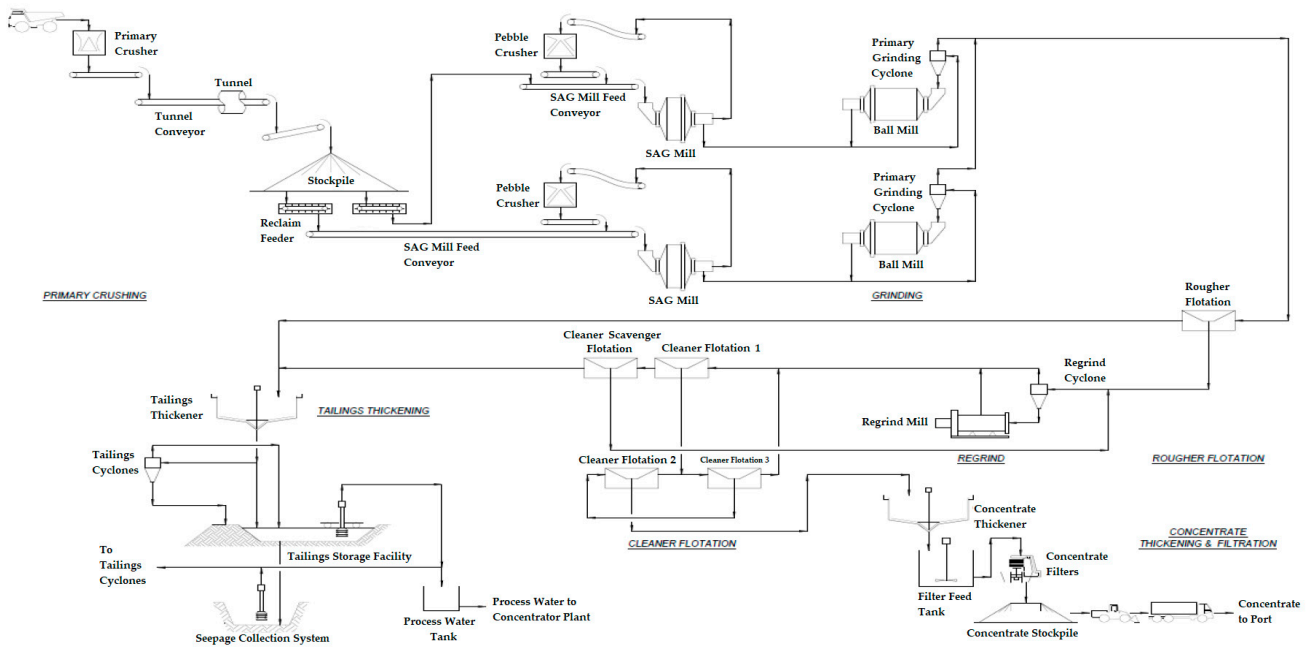 Primary
Crusher
Tunnel
Tunnel
Conveyor
Stockpile
Reclaim
Feeder
Pebble
Crusher
SAG Mill Feed
Conveyor
SAG Mill
Primary
Grinding
Cyclone
Ball Mill
Pebble
Crusher
SAG Mill Feed
Conveyor
SAG Mill
Primary
Grinding
Cyclone
Ball Mill
PRIMARY CRUSHING
GRINDING
Rougher
Flotation
Cleaner Scavenger
Flotation
Cleaner Flotation 1
Regrind
Cyclone
Regrind Mill
Tailings
Thickener
TAILINGS THICKENING
Tailings
Cyclones
Cleaner Flotation 2
Cleaner Flotation 3
REGRIND
ROUGHER FLOTATION
CLEANER FLOTATION
Concentrate
Thickener
CONCENTRATE
THICKENING & FILTRATION
To
Tailings
Cyclones
Tailings Storage Facility
Concentrate
Filters
Filter Feed
Tank
Process Water to
Concentrator Plant
Process Water
Tank
Seepage Collection System
Concentrate Stockpile
Concentrate
to Port